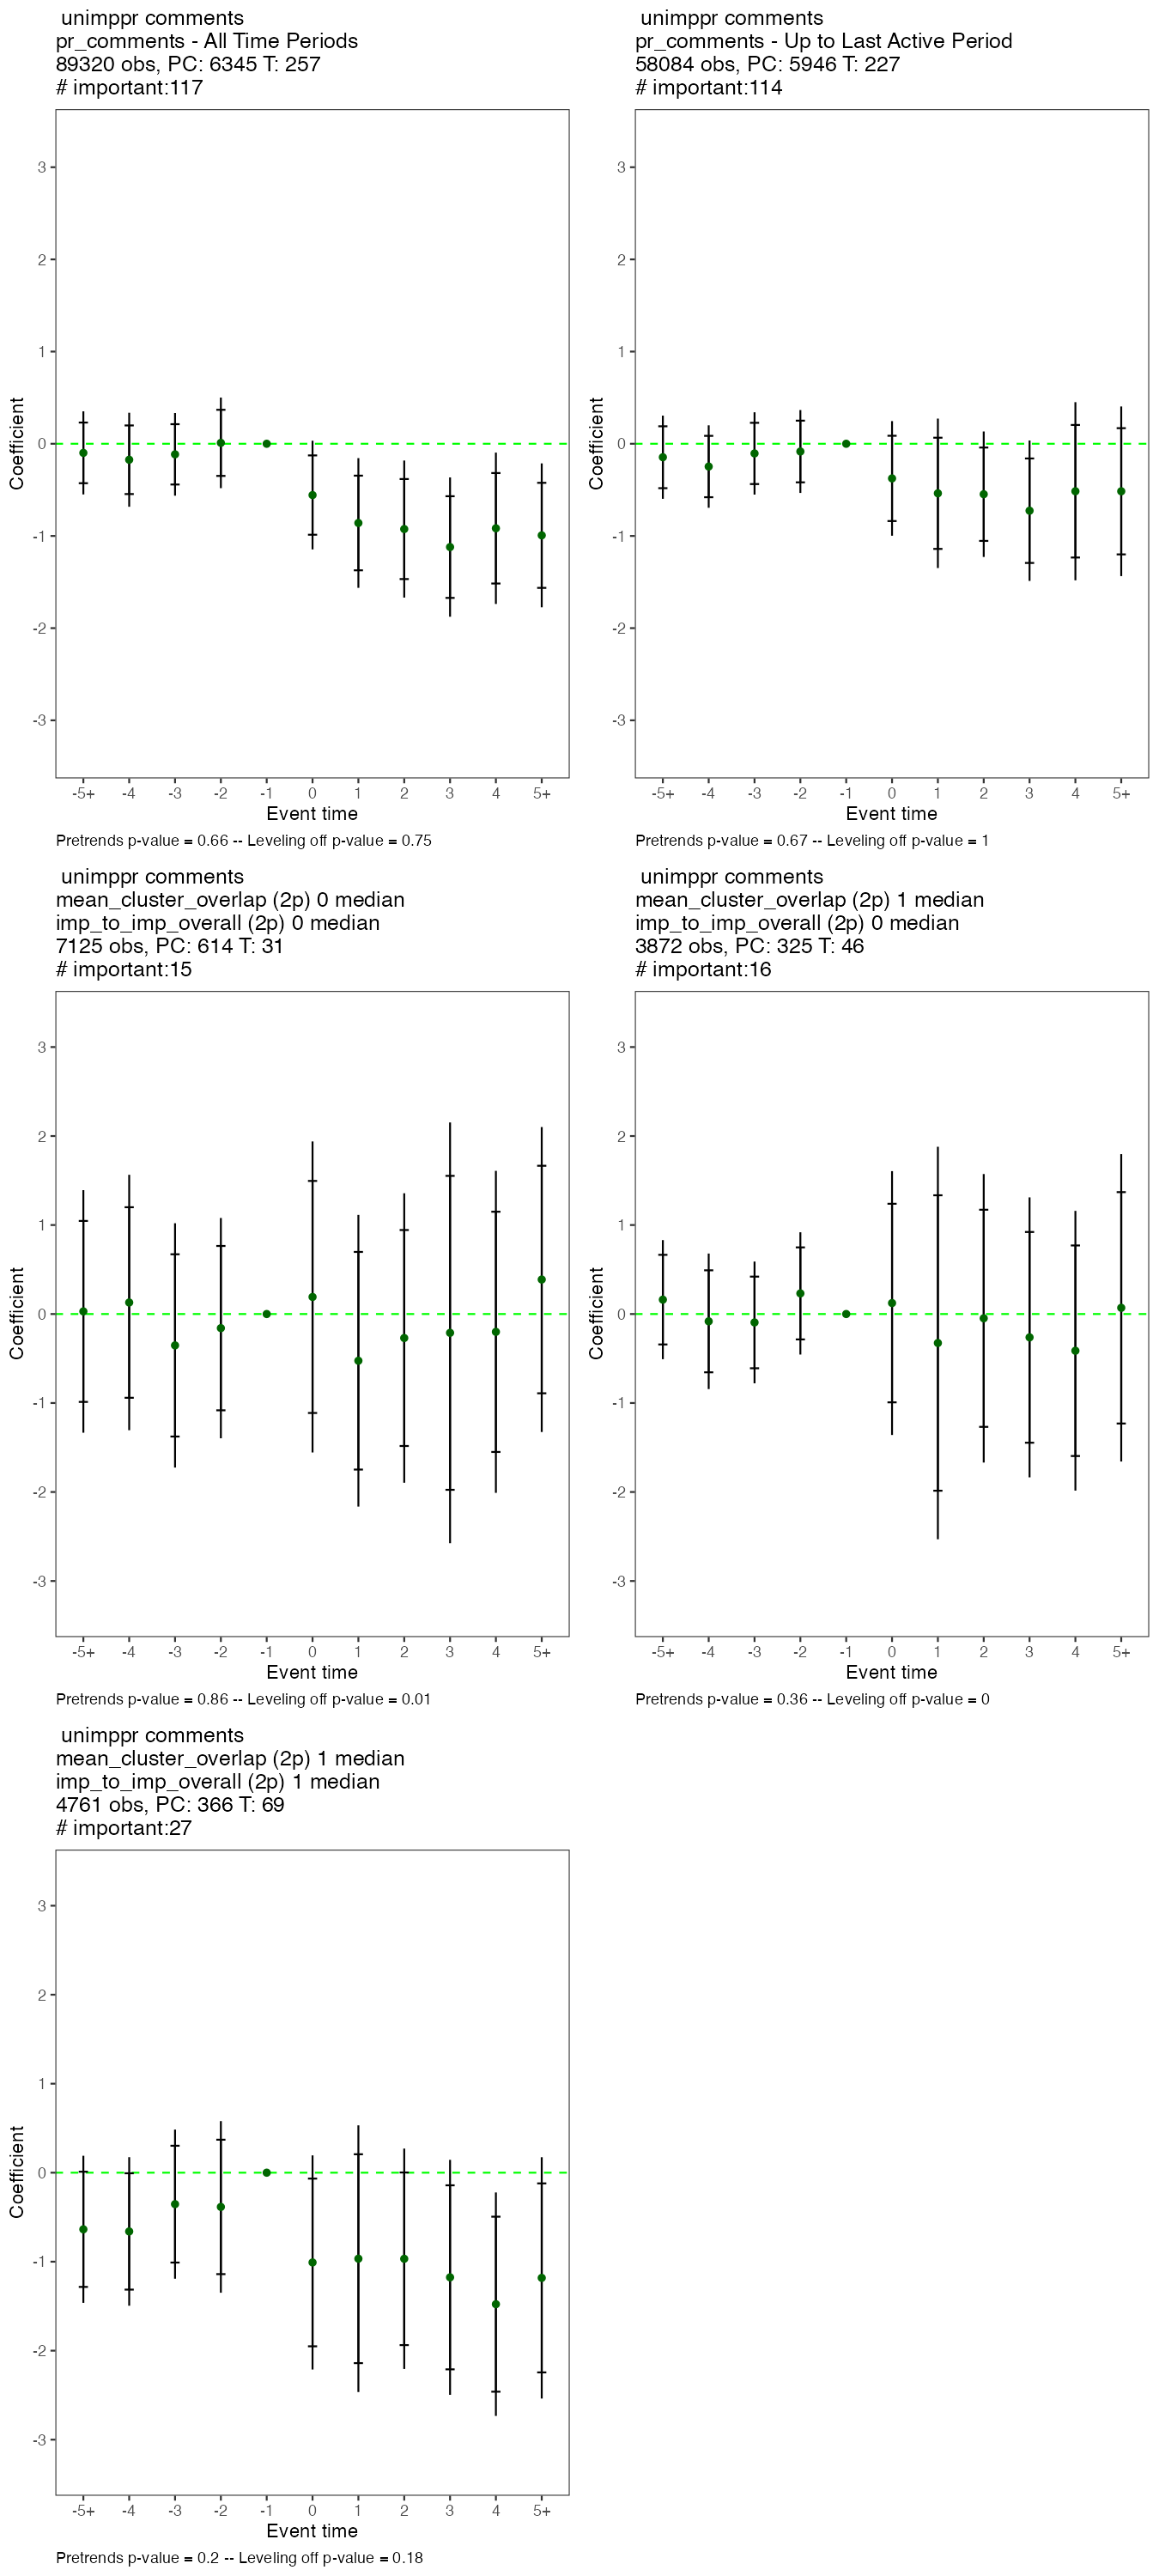 unimppr comments
pr_comments - All Time Periods
89320 obs, PC: 6345 T: 257
# important:117
3
2
1
0
-1
-2
-3
Coefficient
-5+ -4 -3 -2 -1 0 1 2 3 4 5+
Event time
Pretrends p-value = 0.66 -- Leveling off p-value = 0.75
unimppr comments
pr_comments - Up to Last Active Period
58084 obs, PC: 5946 T: 227
# important:114
3
2
1
0
-1
-2
-3
Coefficient
-5+ -4 -3 -2 -1 0 1 2 3 4 5+
Event time
Pretrends p-value = 0.67 -- Leveling off p-value = 1
unimppr comments
mean_cluster_overlap (2p) 0 median
imp_to_imp_overall (2p) 0 median
7125 obs, PC: 614 T: 31
# important:15
3
2
1
0
-1
-2
-3
Coefficient
-5+ -4 -3 -2 -1 0 1 2 3 4 5+
Event time
Pretrends p-value = 0.86 -- Leveling off p-value = 0.01
unimppr comments
mean_cluster_overlap (2p) 1 median
imp_to_imp_overall (2p) 0 median
3872 obs, PC: 325 T: 46
# important:16
3
2
1
0
-1
-2
-3
Coefficient
-5+ -4 -3 -2 -1 0 1 2 3 4 5+
Event time
Pretrends p-value = 0.36 -- Leveling off p-value = 0
unimppr comments
mean_cluster_overlap (2p) 1 median
imp_to_imp_overall (2p) 1 median
4761 obs, PC: 366 T: 69
# important:27
3
2
1
0
-1
-2
-3
Coefficient
-5+ -4 -3 -2 -1 0 1 2 3 4 5+
Event time
Pretrends p-value = 0.2 -- Leveling off p-value = 0.18